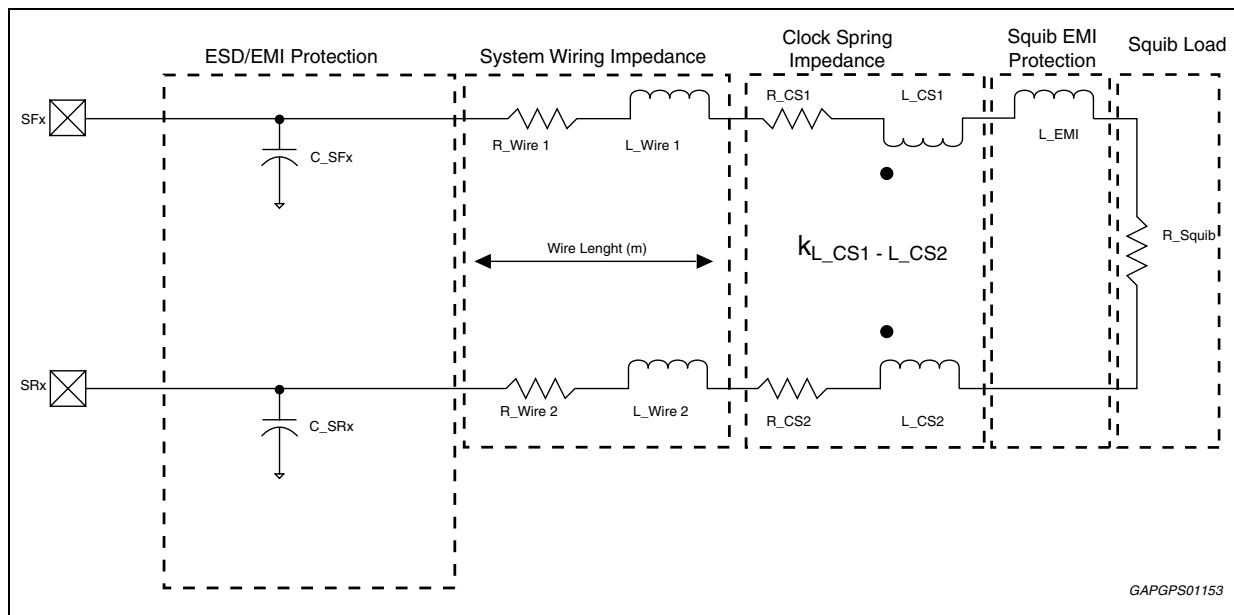 ESD/EMI Protection
System Wiring Impedance
Clock Spring
Impedance
Squib EMI
Protection
Squib Load
SFx
C_SFx
R_Wire 1
L_Wire 1
R_CS1
L_CS1
L_EMI
Wire Lenght (m)
kL_CS1 - L_CS2
R_Squib
SRx
C_SRx
R_Wire 2
L_Wire 2
R_CS2
L_CS2
GAPGPS01153